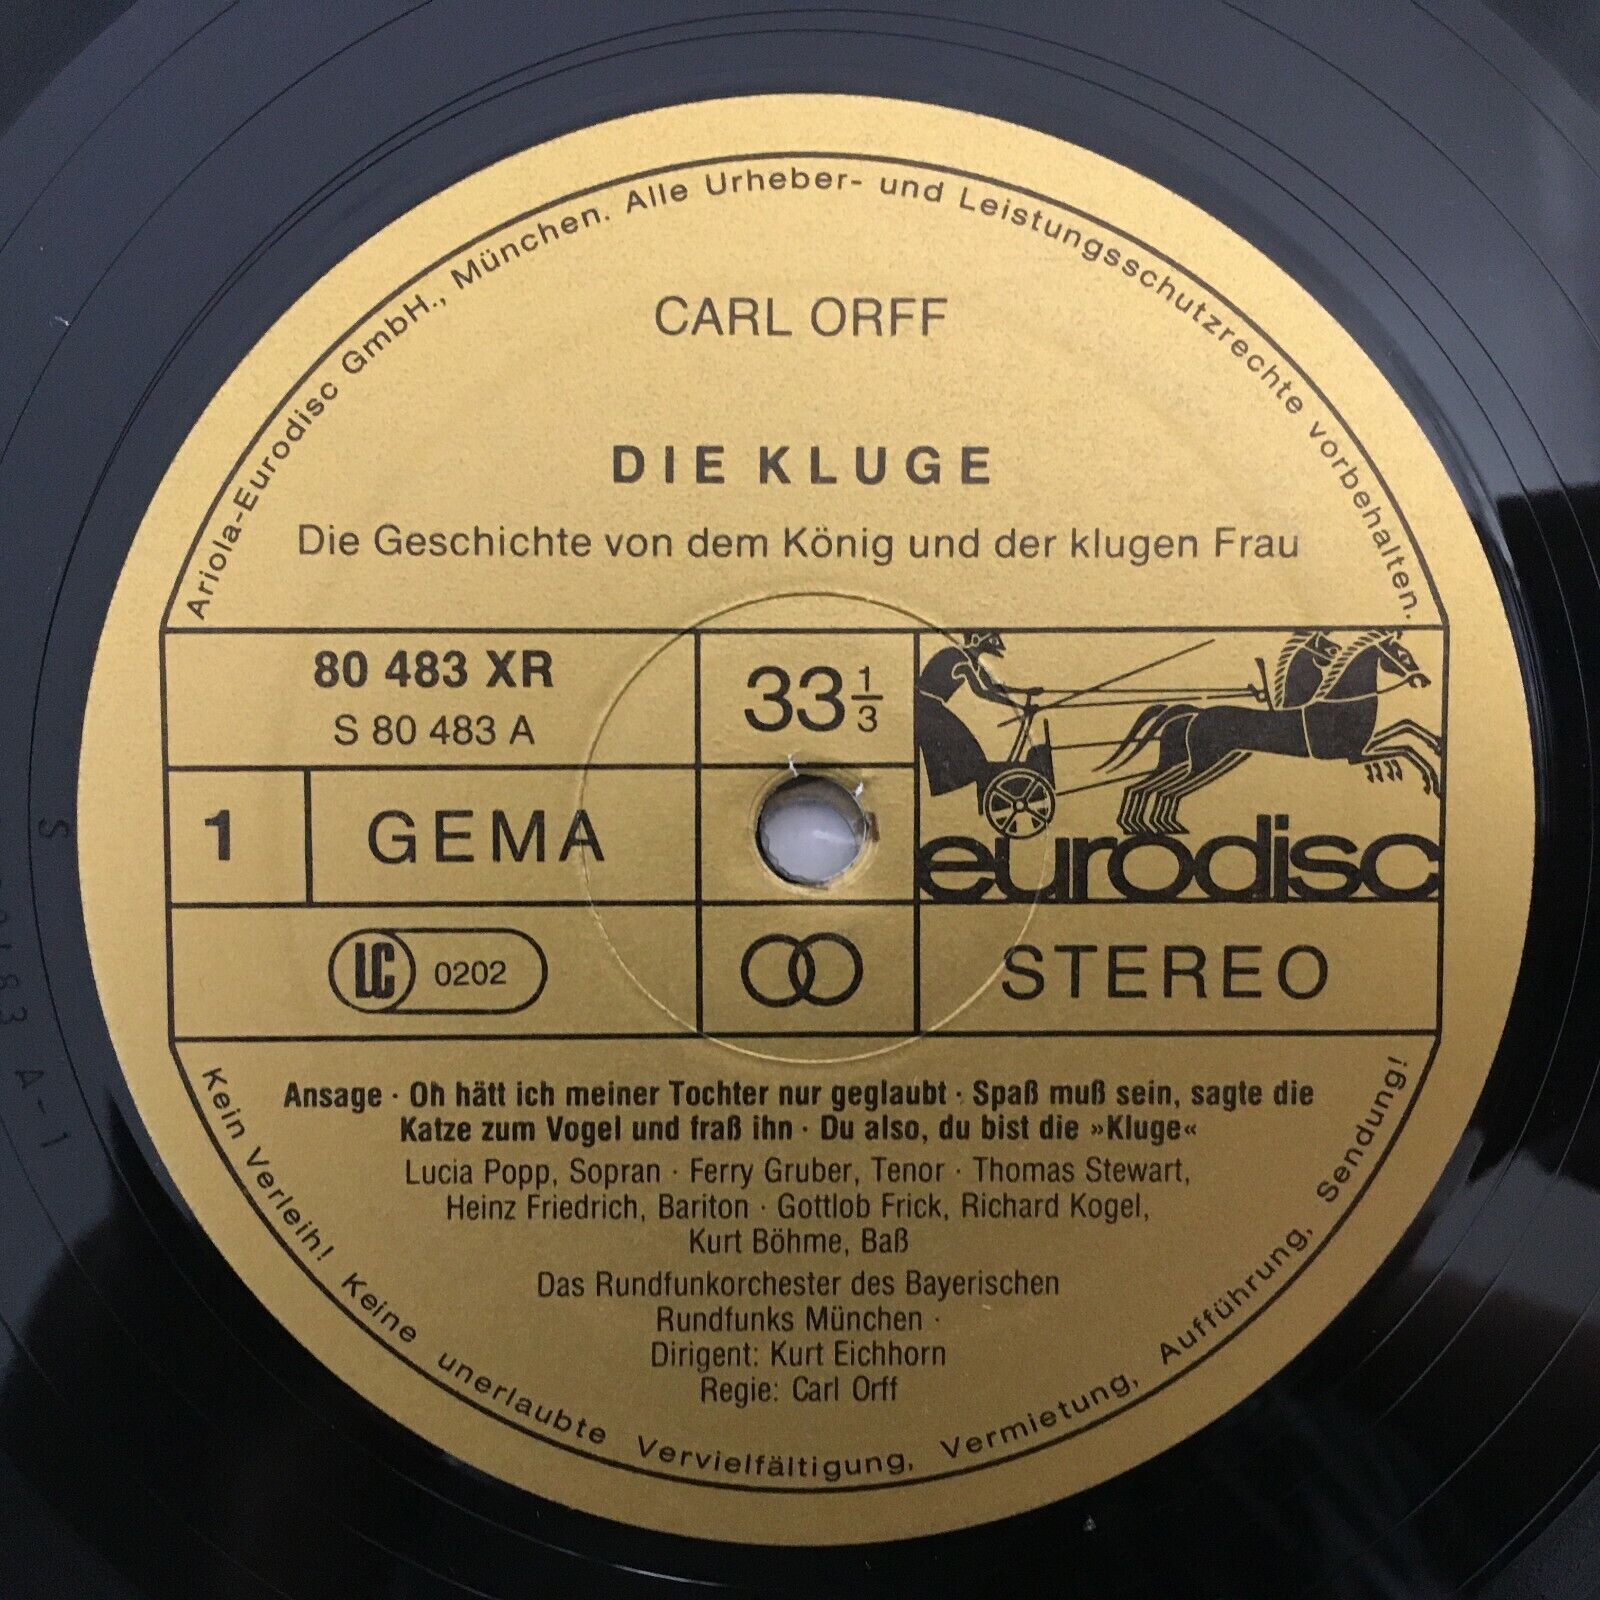 Ariola-Eurodisc GmbH., München. Alle Urheber- und Leistungsschutzrechte vorbehalten.
CARL ORFF
DIE KLUGE
Die Geschichte von dem König und der klugen Frau
80 483 XR
S 80 483 A
33 1/3
1
GEMA
eurodisc
LC 0202
STEREO
Ansage · Oh hätt ich meiner Tochter nur geglaubt · Spaß muß sein, sagte die
Katze zum Vogel und fraß ihn · Du also, du bist die »Kluge«
Lucia Popp, Sopran · Ferry Gruber, Tenor · Thomas Stewart,
Heinz Friedrich, Bariton · Gottlob Frick, Richard Kogel,
Kurt Böhme, Baß
Das Rundfunkorchester des Bayerischen
Rundfunks München ·
Dirigent: Kurt Eichhorn
Regie: Carl Orff
Kein Verleih! Keine unerlaubte Vervielfältigung, Vermietung, Aufführung, Sendung!